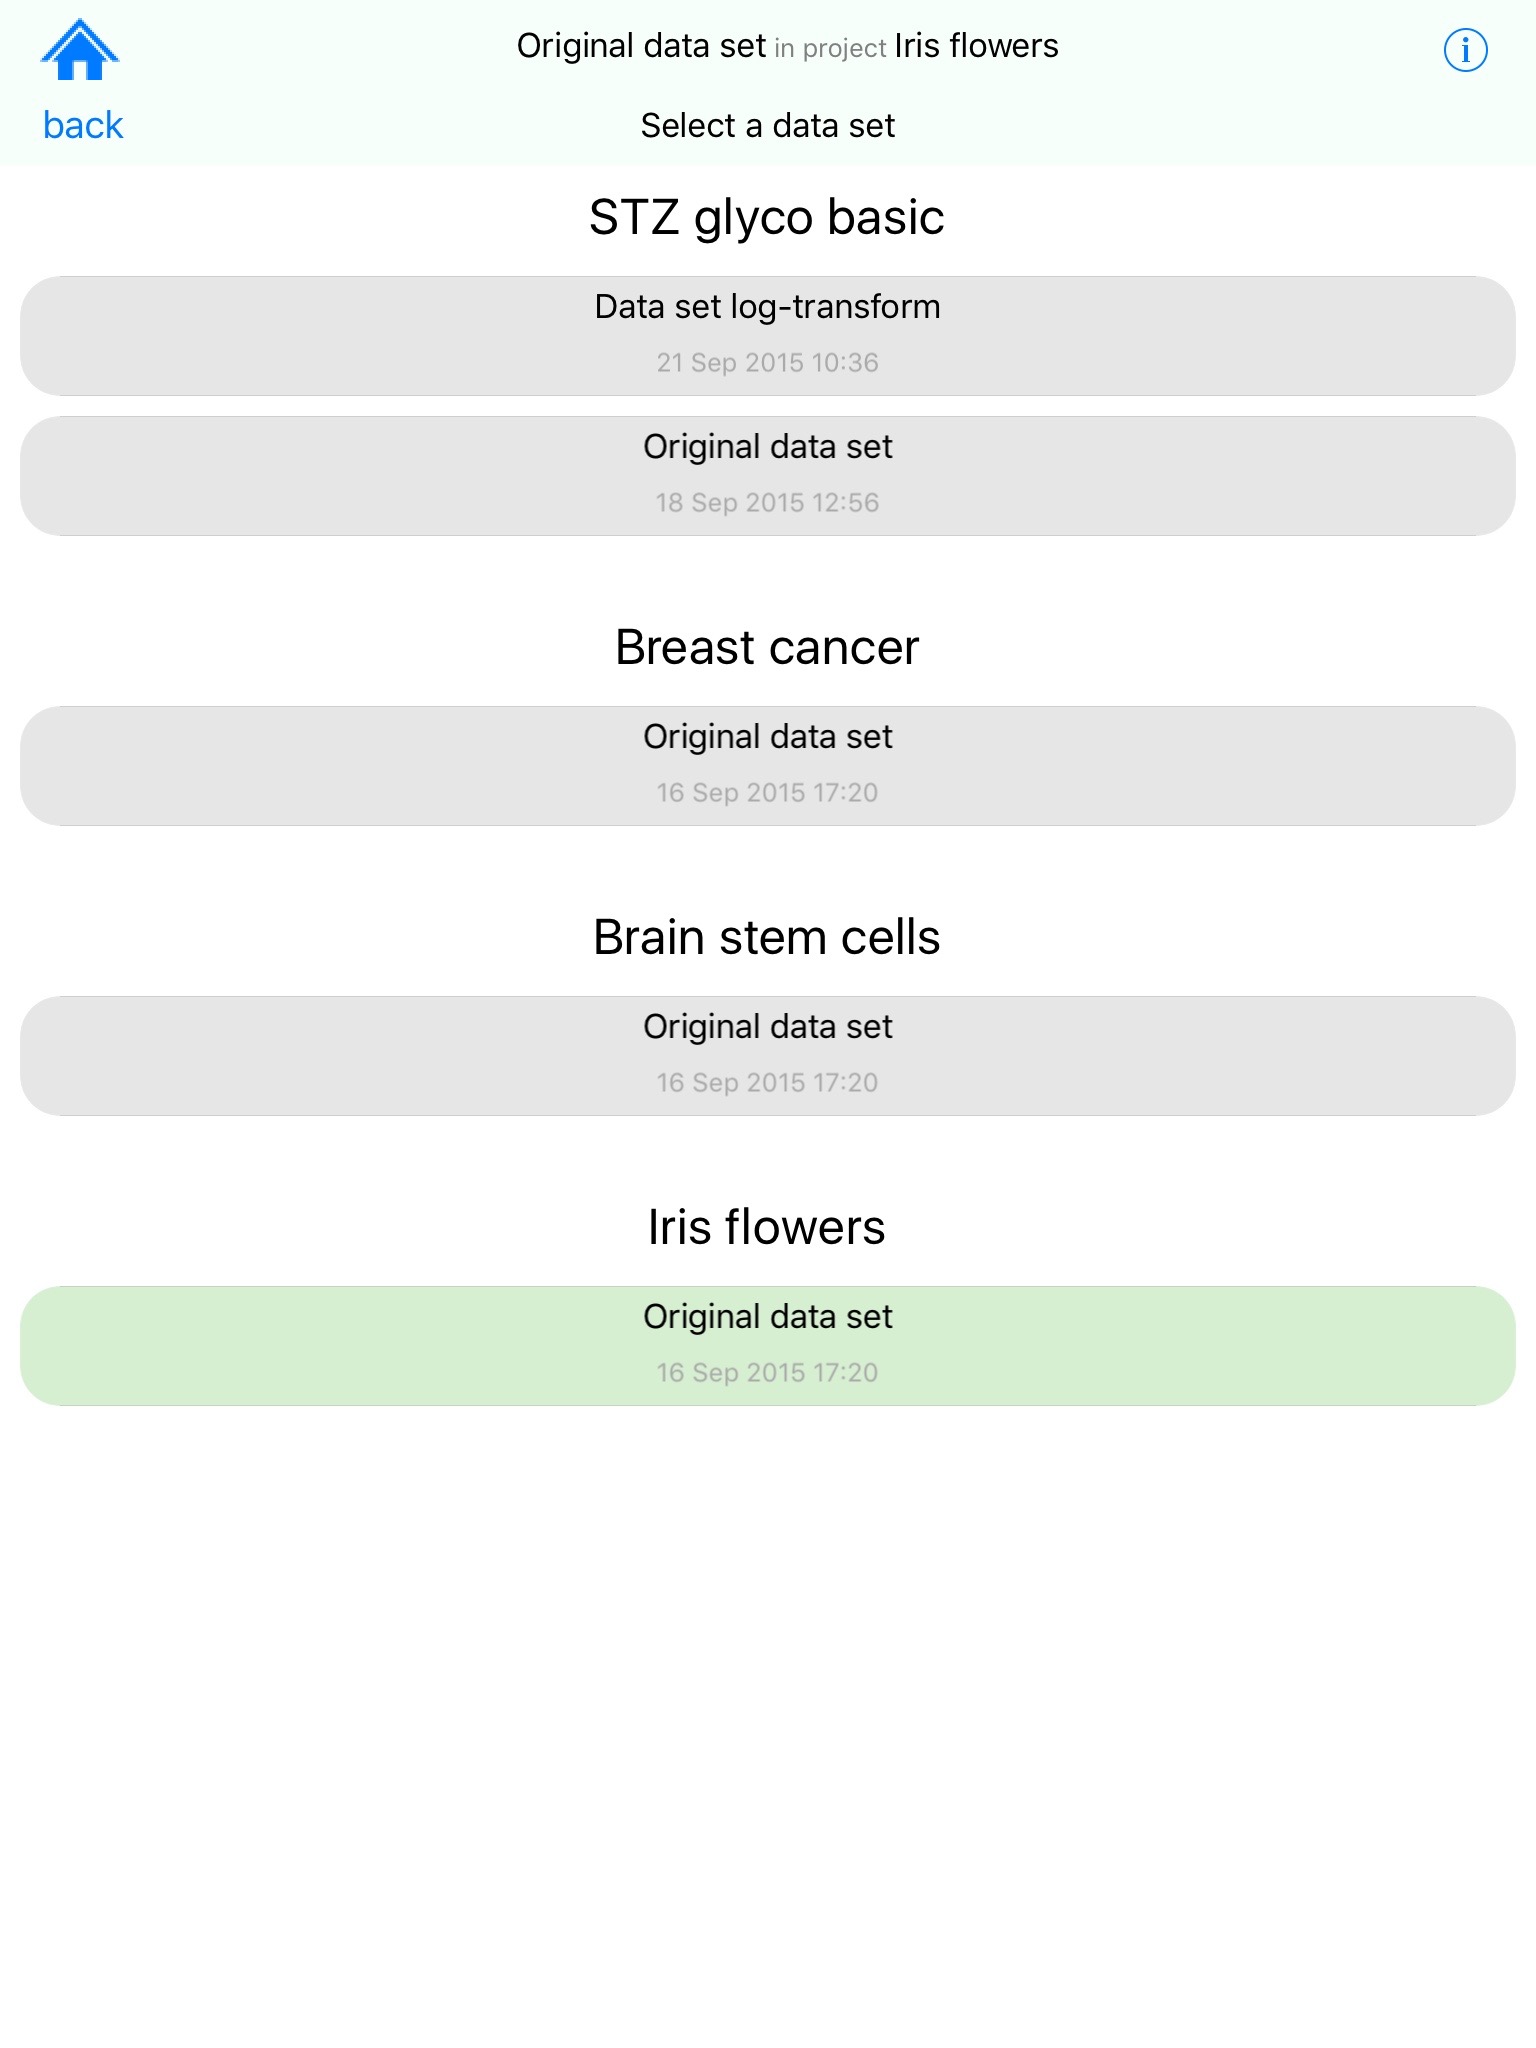 Original data set in project Iris flowers
back
Select a data set
STZ glyco basic
Data set log-transform
21 Sep 2015 10:36
Original data set
18 Sep 2015 12:56
Breast cancer
Original data set
16 Sep 2015 17:20
Brain stem cells
Original data set
16 Sep 2015 17:20
Iris flowers
Original data set
16 Sep 2015 17:20